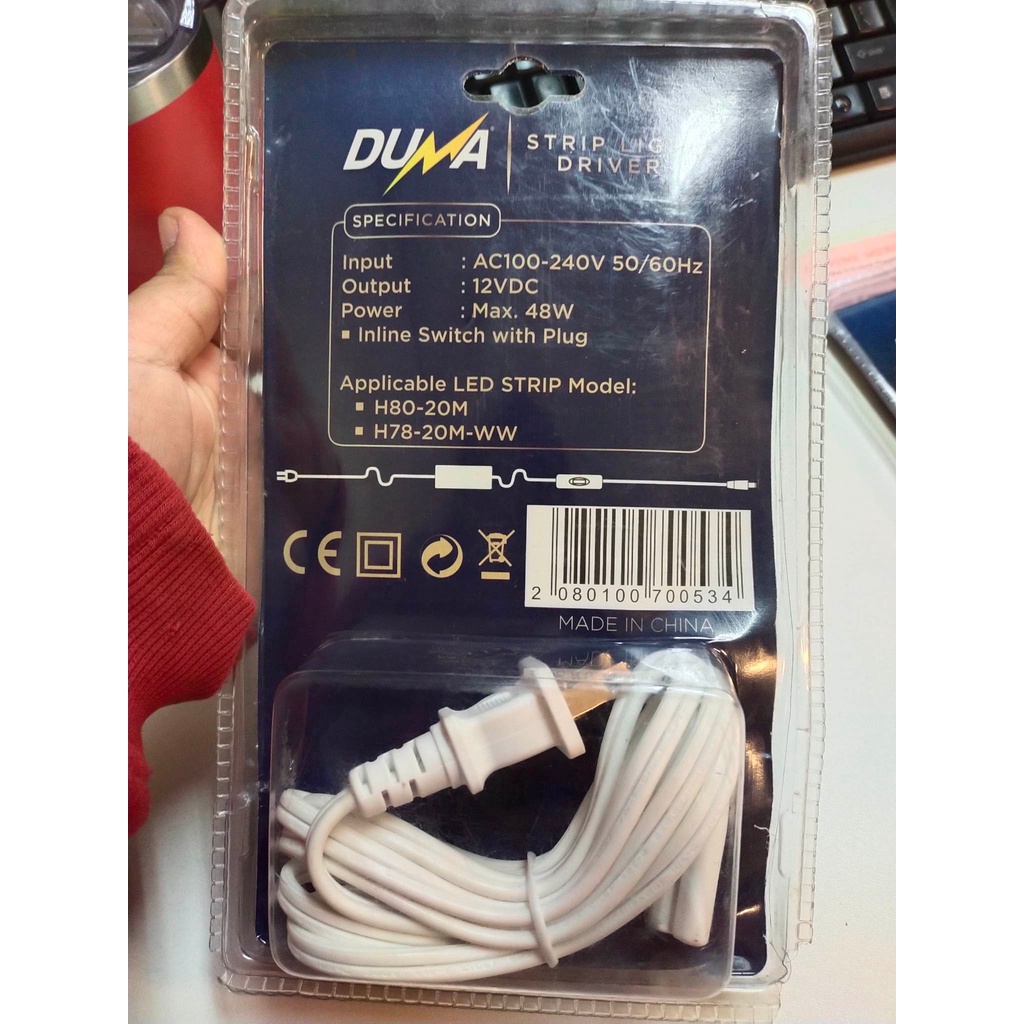 DUMA
STRIP LIG
DRIVER
SPECIFICATION
Input : AC100-240V 50/60Hz
Output : 12VDC
Power : Max. 48W
▪ Inline Switch with Plug
Applicable LED STRIP Model:
▪ H80-20M
▪ H78-20M-WW
CE
2 080100 700534
MADE IN CHINA